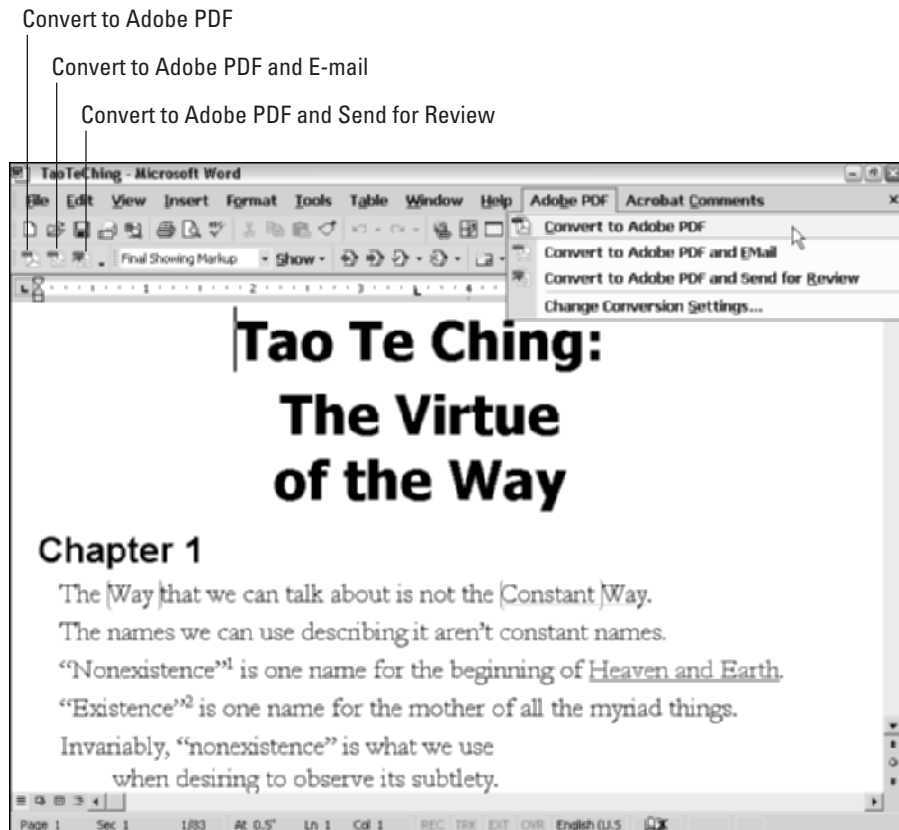 Convert to Adobe PDF
Convert to Adobe PDF and E-mail
Convert to Adobe PDF and Send for Review
TaoTeChing - Microsoft Word
File Edit View Insert Format Tools Table Window Help Adobe PDF Acrobat Comments
Convert to Adobe PDF
Convert to Adobe PDF and EMail
Final Showing Markup Show
Convert to Adobe PDF and Send for Review
1 2 3 4
Change Conversion Settings...
Tao Te Ching:
The Virtue
of the Way
Chapter 1
The Way that we can talk about is not the Constant Way.
The names we can use describing it aren't constant names.
“Nonexistence”1 is one name for the beginning of Heaven and Earth.
“Existence”2 is one name for the mother of all the myriad things.
Invariably, “nonexistence” is what we use
when desiring to observe its subtlety.
Page 1 Sec 1 1/83 At 0.5" Ln 1 Col 1 REC TRK EXT OVR English (U.S